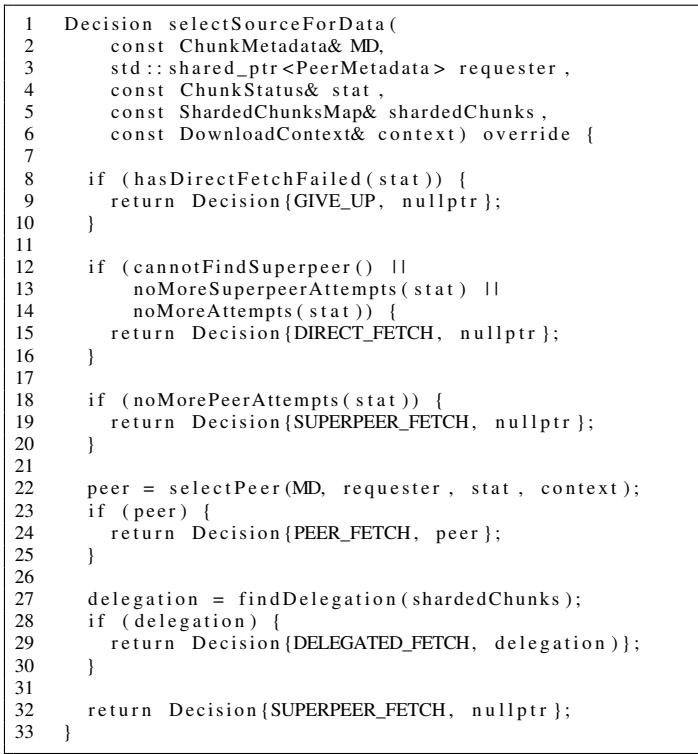 1 Decision selectSourceForData(
2 const ChunkMetadata& MD,
3 std::shared_ptr<PeerMetadata> requester,
4 const ChunkStatus& stat,
5 const ShardedChunksMap& shardedChunks,
6 const DownloadContext& context) override {
7
8 if (hasDirectFetchFailed(stat)) {
9 return Decision{GIVE_UP, nullptr};
10 }
11
12 if (cannotFindSuperpeer() ||
13 noMoreSuperpeerAttempts(stat) ||
14 noMoreAttempts(stat)) {
15 return Decision{DIRECT_FETCH, nullptr};
16 }
17
18 if (noMorePeerAttempts(stat)) {
19 return Decision{SUPERPEER_FETCH, nullptr};
20 }
21
22 peer = selectPeer(MD, requester, stat, context);
23 if (peer) {
24 return Decision{PEER_FETCH, peer};
25 }
26
27 delegation = findDelegation(shardedChunks);
28 if (delegation) {
29 return Decision{DELEGATED_FETCH, delegation)};
30 }
31
32 return Decision{SUPERPEER_FETCH, nullptr};
33 }